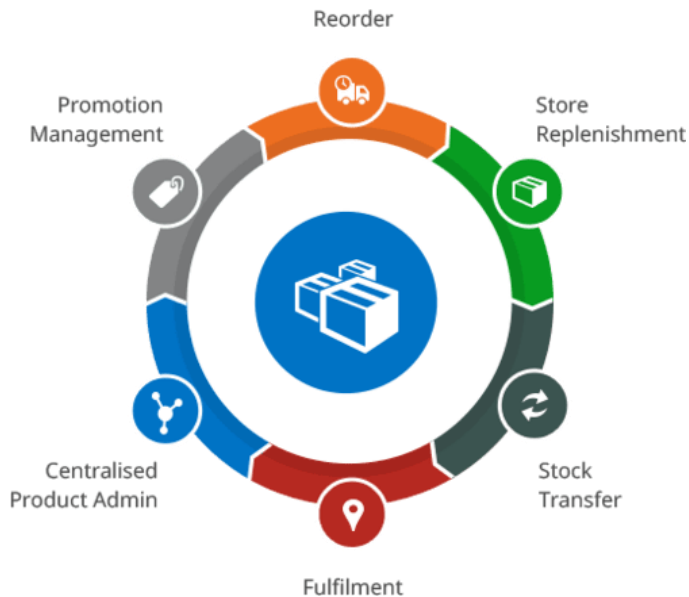 Reorder
Store
Replenishment
Stock
Transfer
Fulfilment
Centralised
Product Admin
Promotion
Management